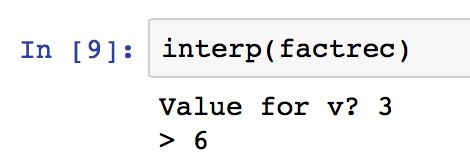 In [9]: interp(factrec)
Value for v? 3
> 6